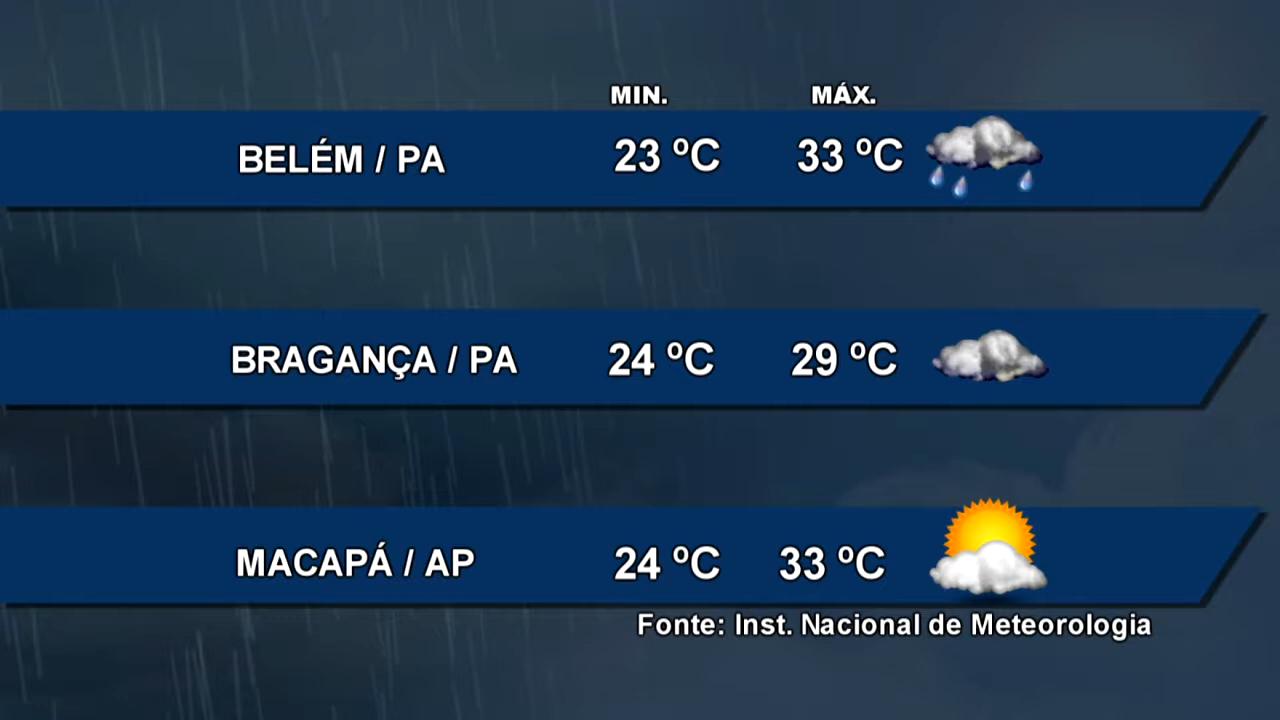 MIN. MÁX.
BELÉM / PA 23 ºC 33 ºC
BRAGANÇA / PA 24 ºC 29 ºC
MACAPÁ / AP 24 ºC 33 ºC
Fonte: Inst. Nacional de Meteorologia